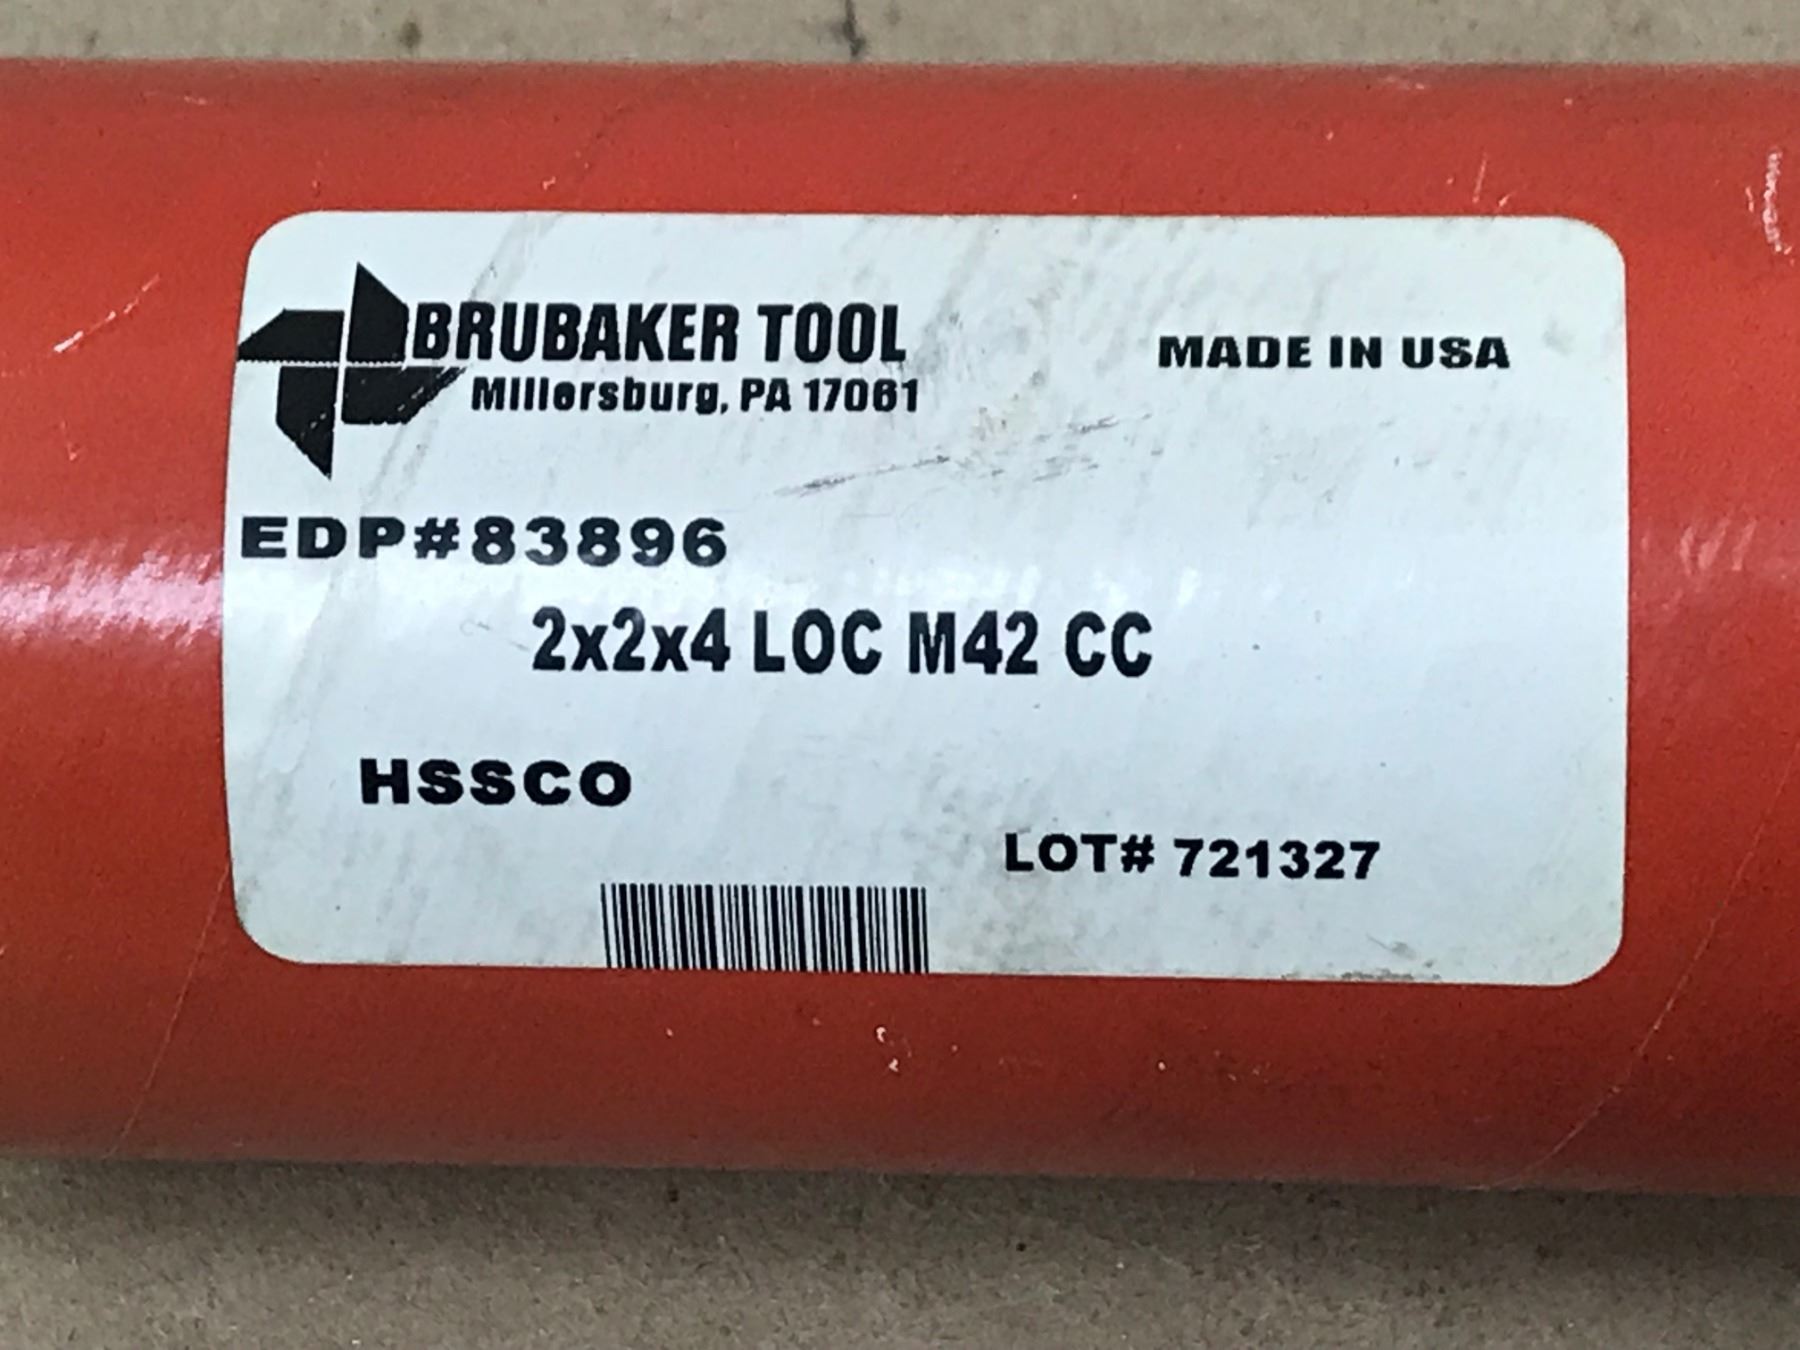 BRUBAKER TOOL
Millersburg, PA 17061
MADE IN USA
EDP#83896
2x2x4 LOC M42 CC
HSSCO
LOT# 721327